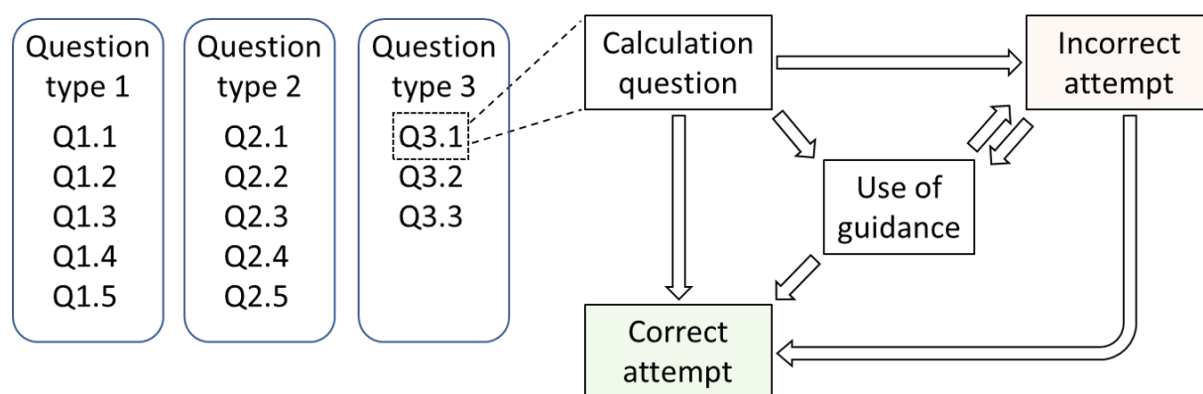 Question
type 1
Q1.1
Q1.2
Q1.3
Q1.4
Q1.5
Question
type 2
Q2.1
Q2.2
Q2.3
Q2.4
Q2.5
Question
type 3
Q3.1
Q3.2
Q3.3
Calculation
question
Incorrect
attempt
Use of
guidance
Correct
attempt